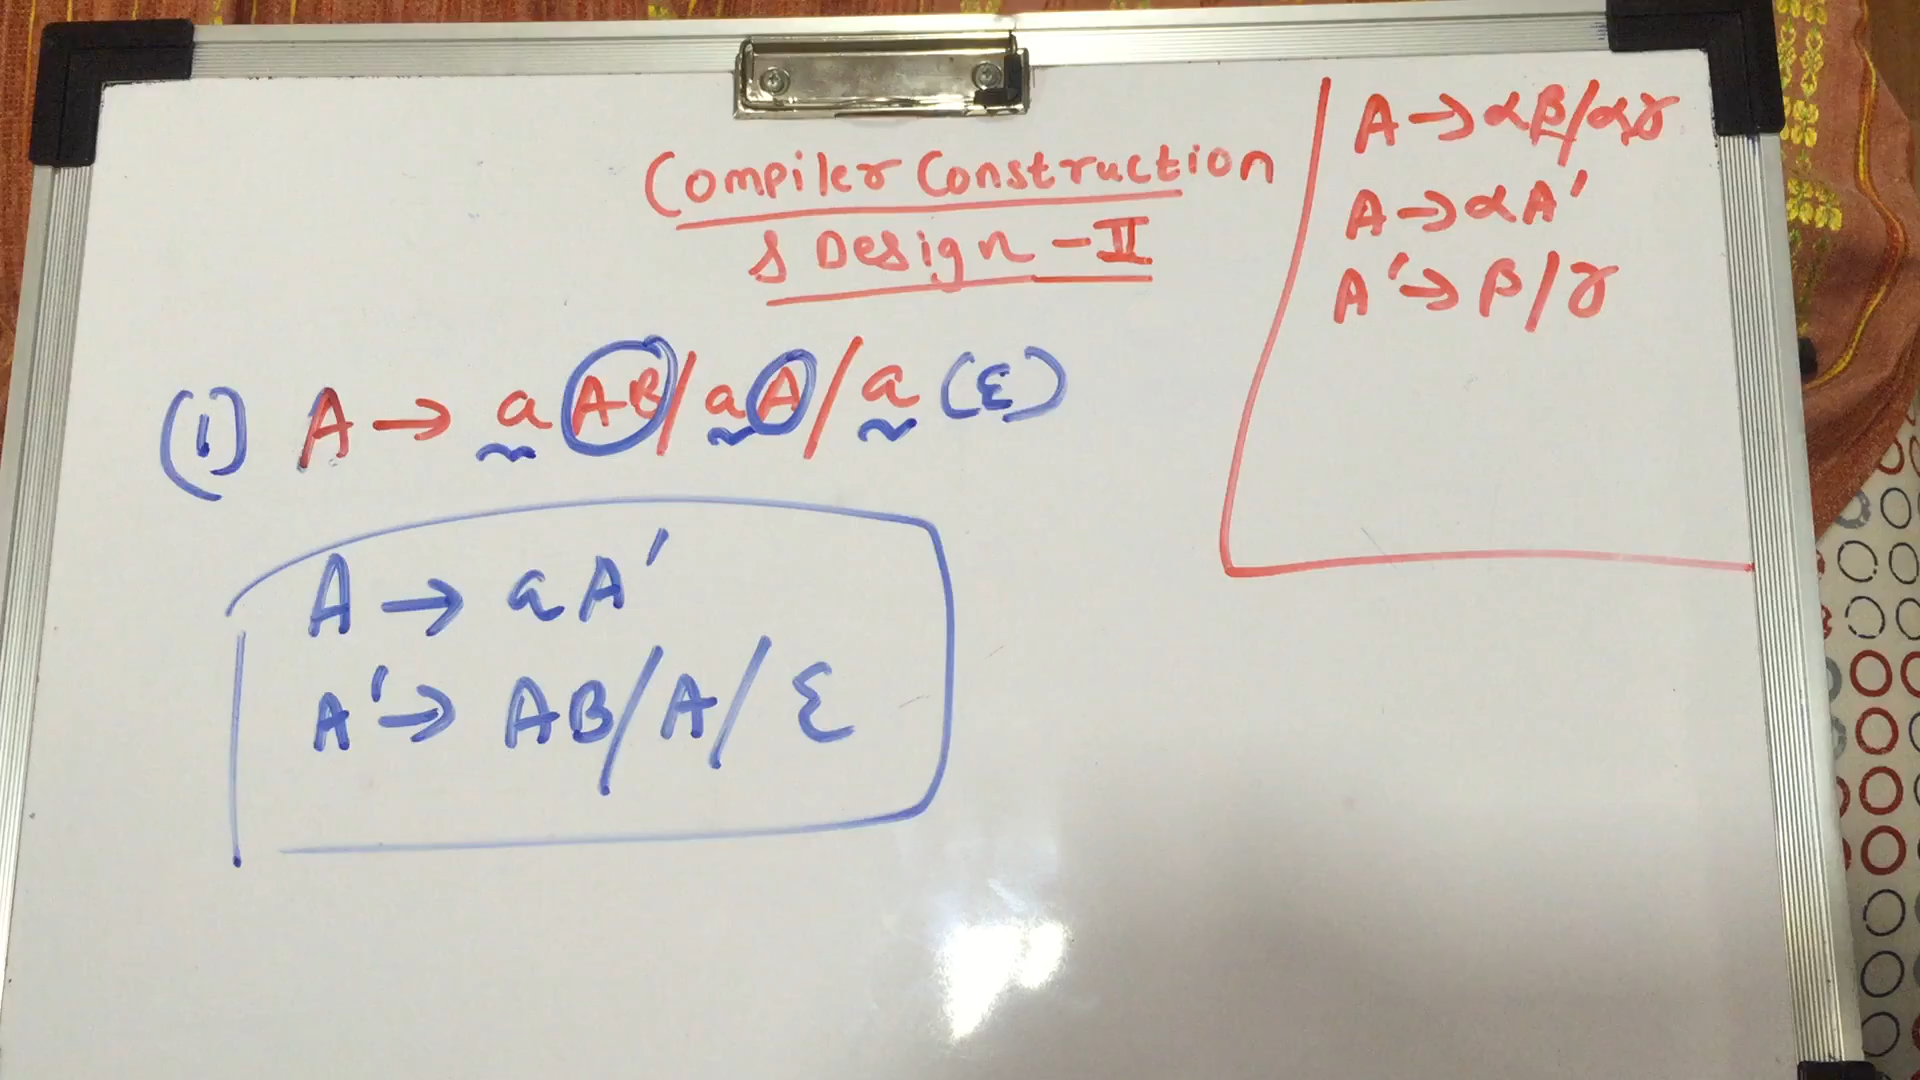 Compiler Construction
& Design - II
A → αβ/αγ
A → αA'
A' → β/γ
(1) A → aAB/aA/a (ε)
A → aA'
A' → AB/A/ε